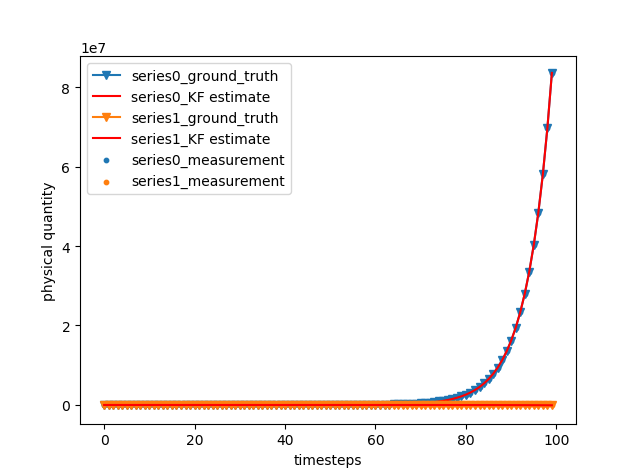 1e7
series0_ground_truth
series0_KF estimate
series1_ground_truth
series1_KF estimate
series0_measurement
series1_measurement
8
6
4
2
0
physical quantity
0 20 40 60 80 100
timesteps